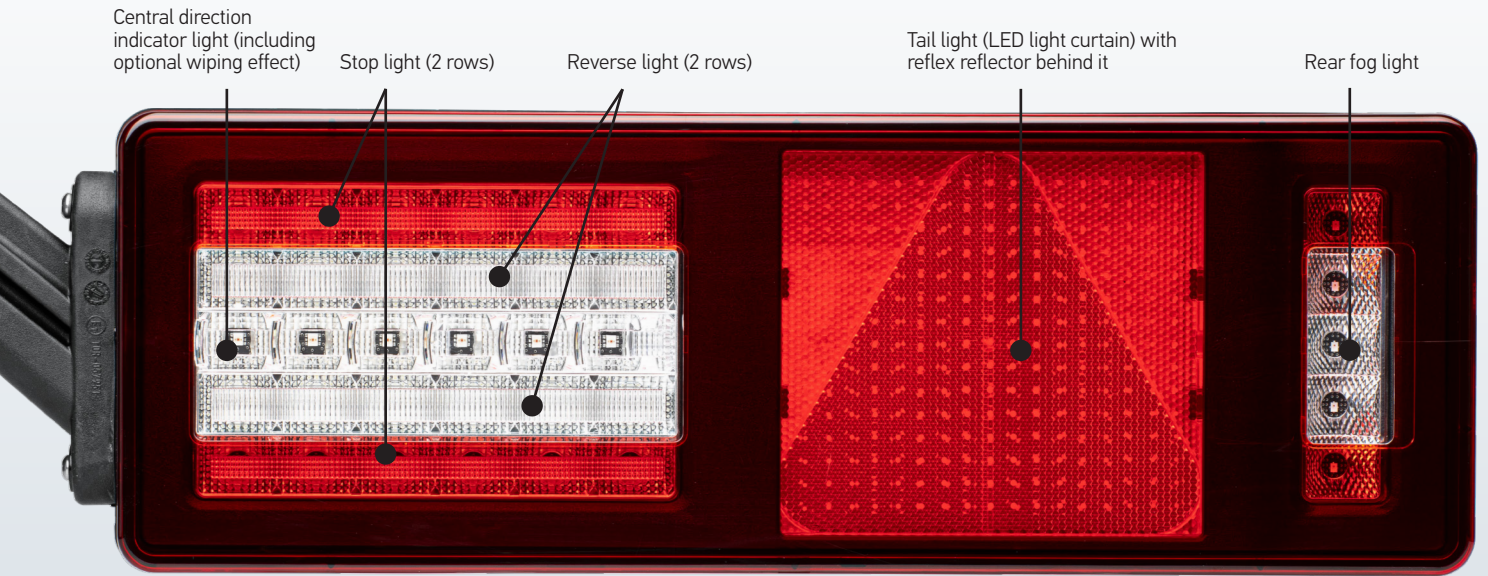 Central direction
indicator light (including
optional wiping effect)
Stop light (2 rows)
Reverse light (2 rows)
Tail light (LED light curtain) with
reflex reflector behind it
Rear fog light